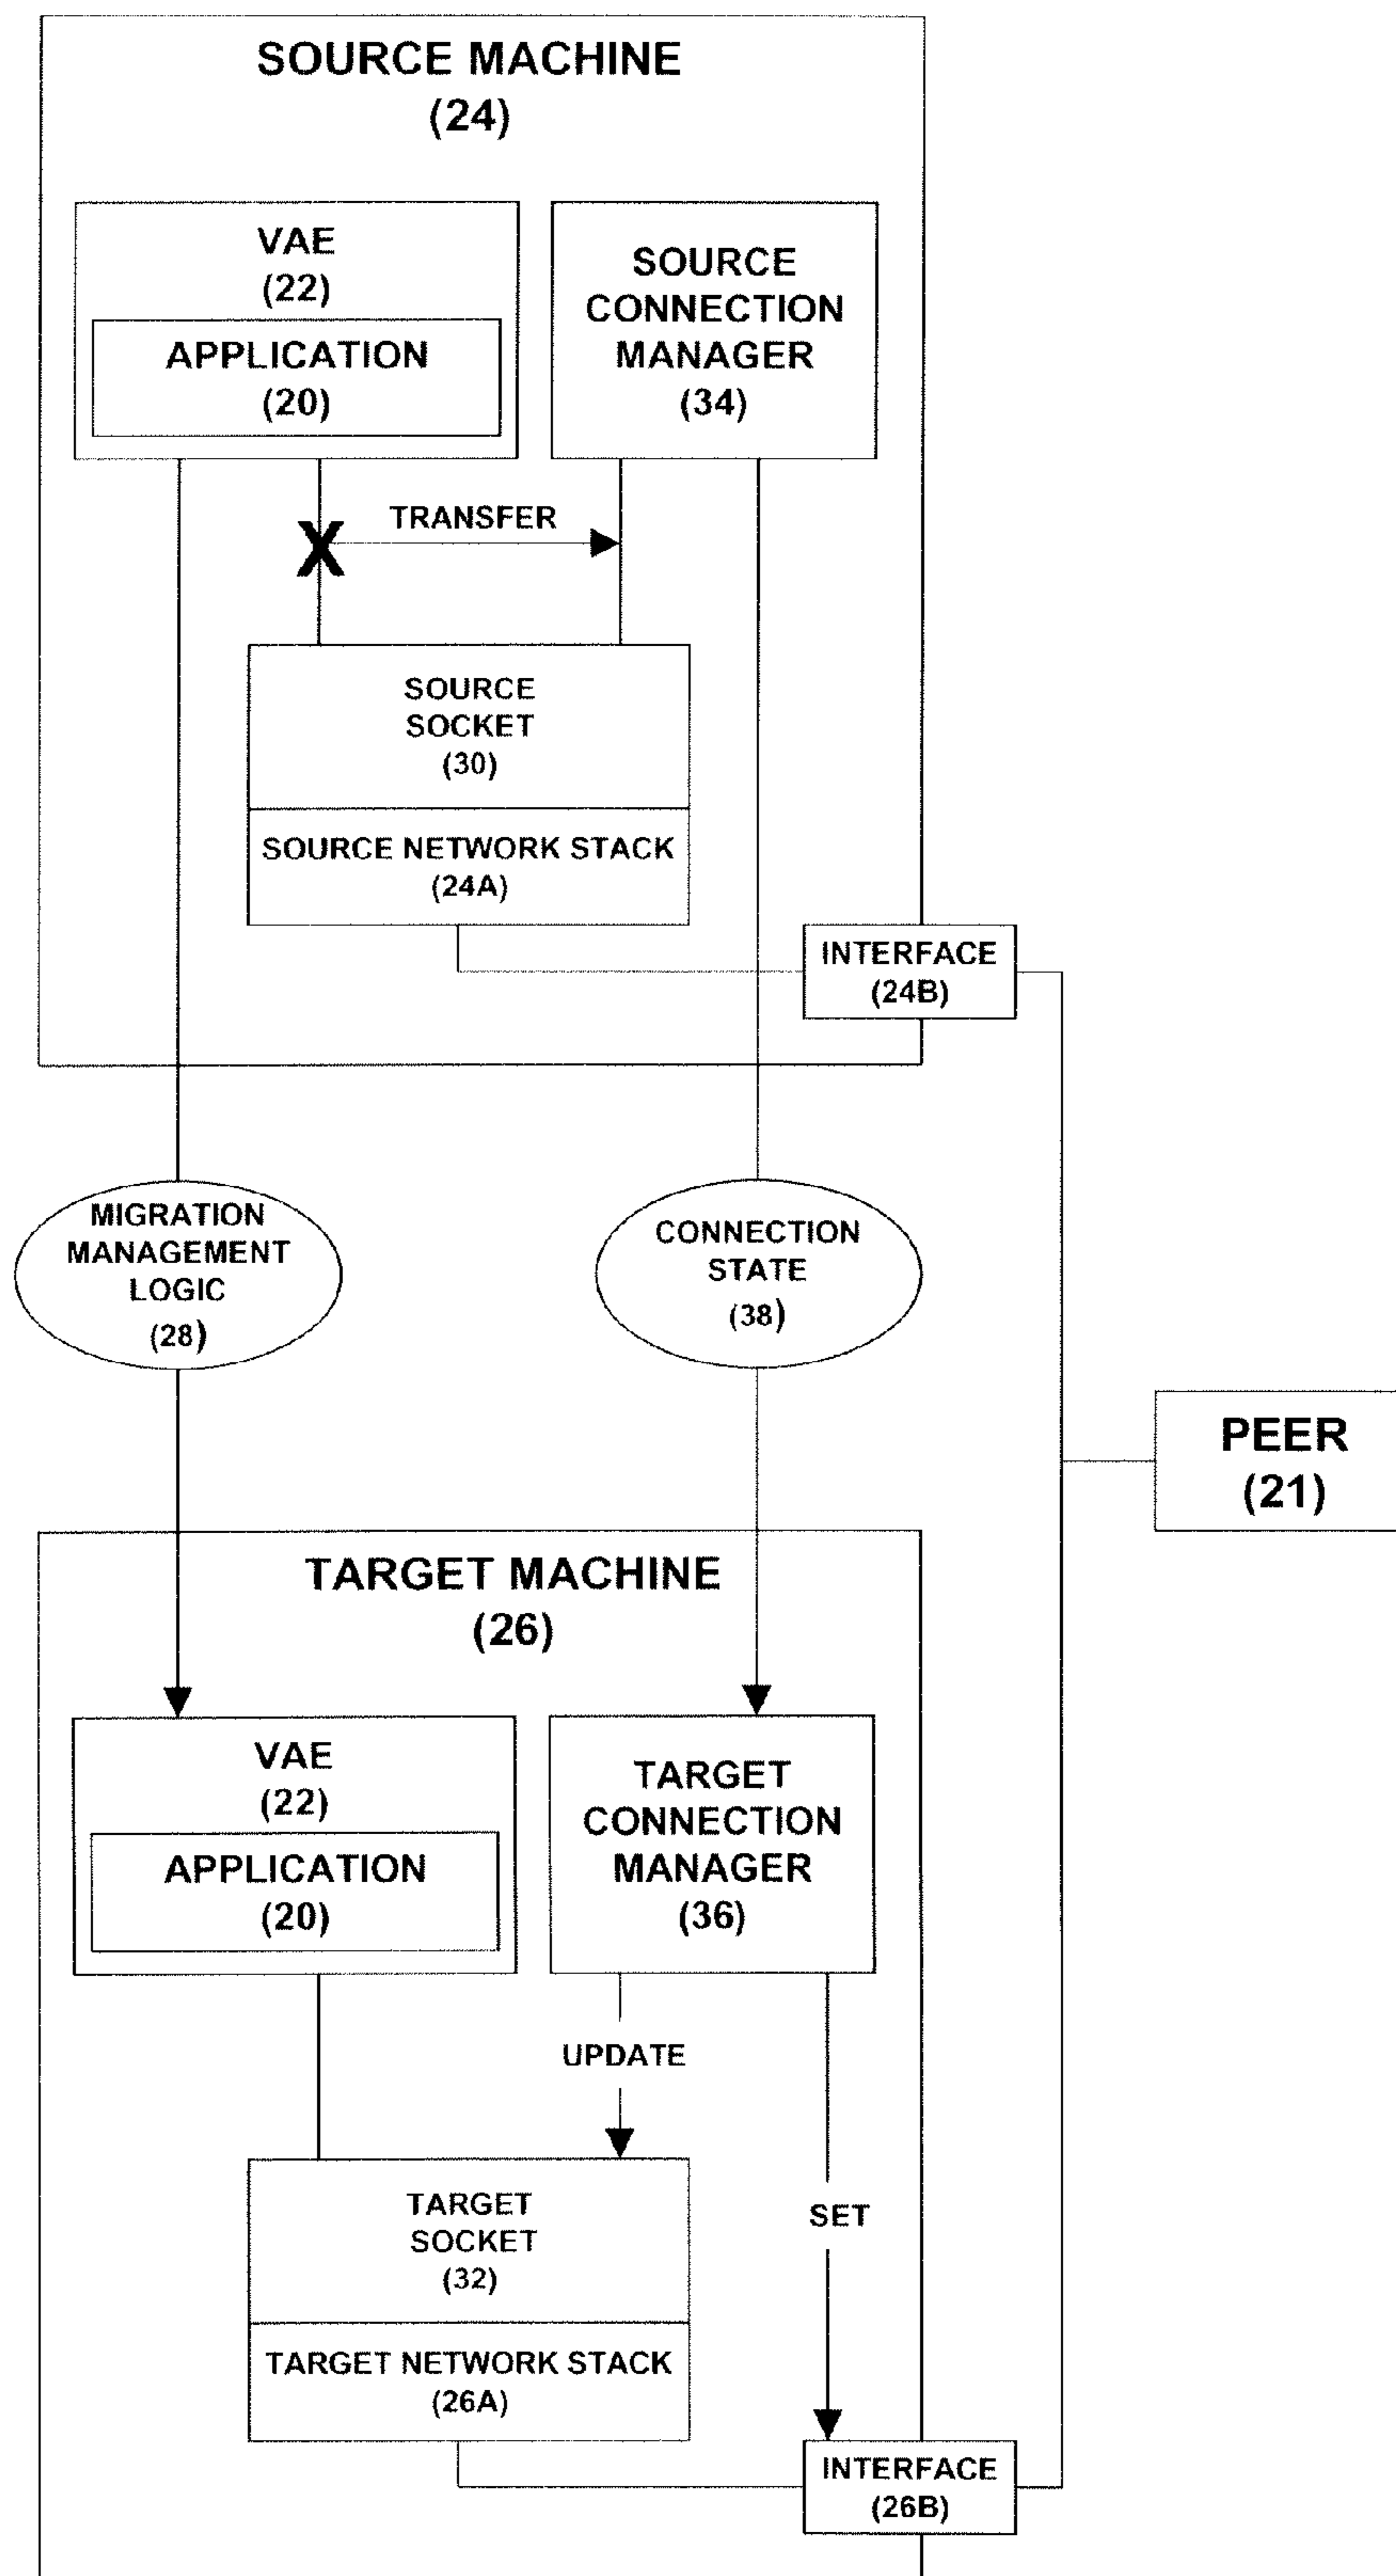 SOURCE MACHINE
(24)
VAE
(22)
APPLICATION
(20)
SOURCE
CONNECTION
MANAGER
(34)
TRANSFER
X
SOURCE
SOCKET
(30)
SOURCE NETWORK STACK
(24A)
INTERFACE
(24B)
MIGRATION
MANAGEMENT
LOGIC
(28)
CONNECTION
STATE
(38)
PEER
(21)
TARGET MACHINE
(26)
VAE
(22)
APPLICATION
(20)
TARGET
CONNECTION
MANAGER
(36)
UPDATE
SET
TARGET
SOCKET
(32)
TARGET NETWORK STACK
(26A)
INTERFACE
(26B)